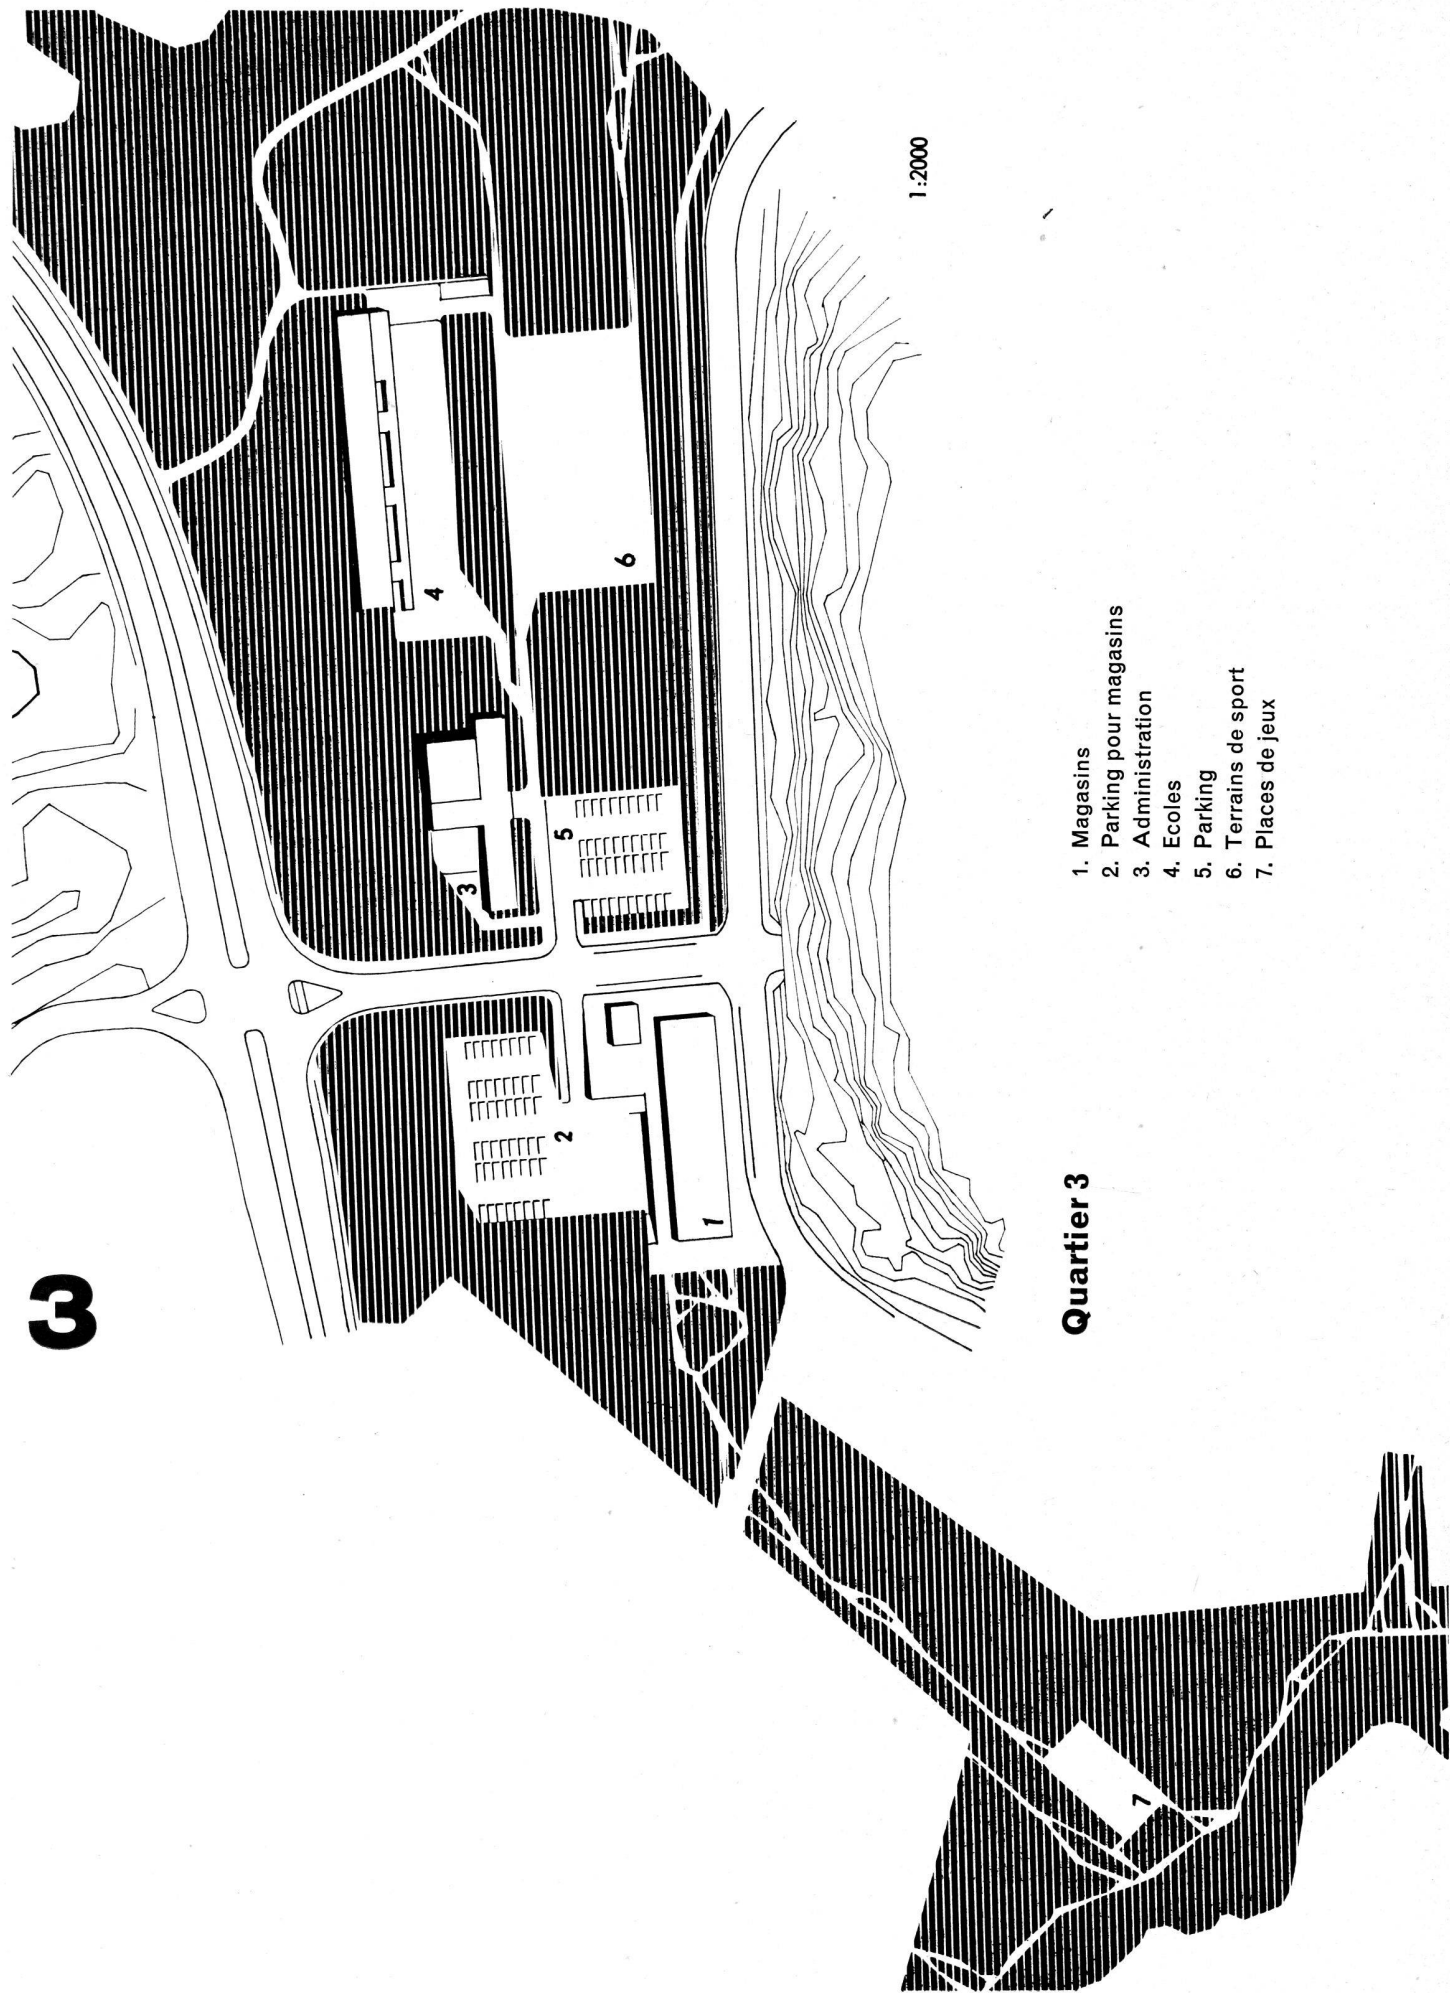 3
4
6
3
5
2
1
7
1:2000
Quartier 3
1. Magasins
2. Parking pour magasins
3. Administration
4. Ecoles
5. Parking
6. Terrains de sport
7. Places de jeux